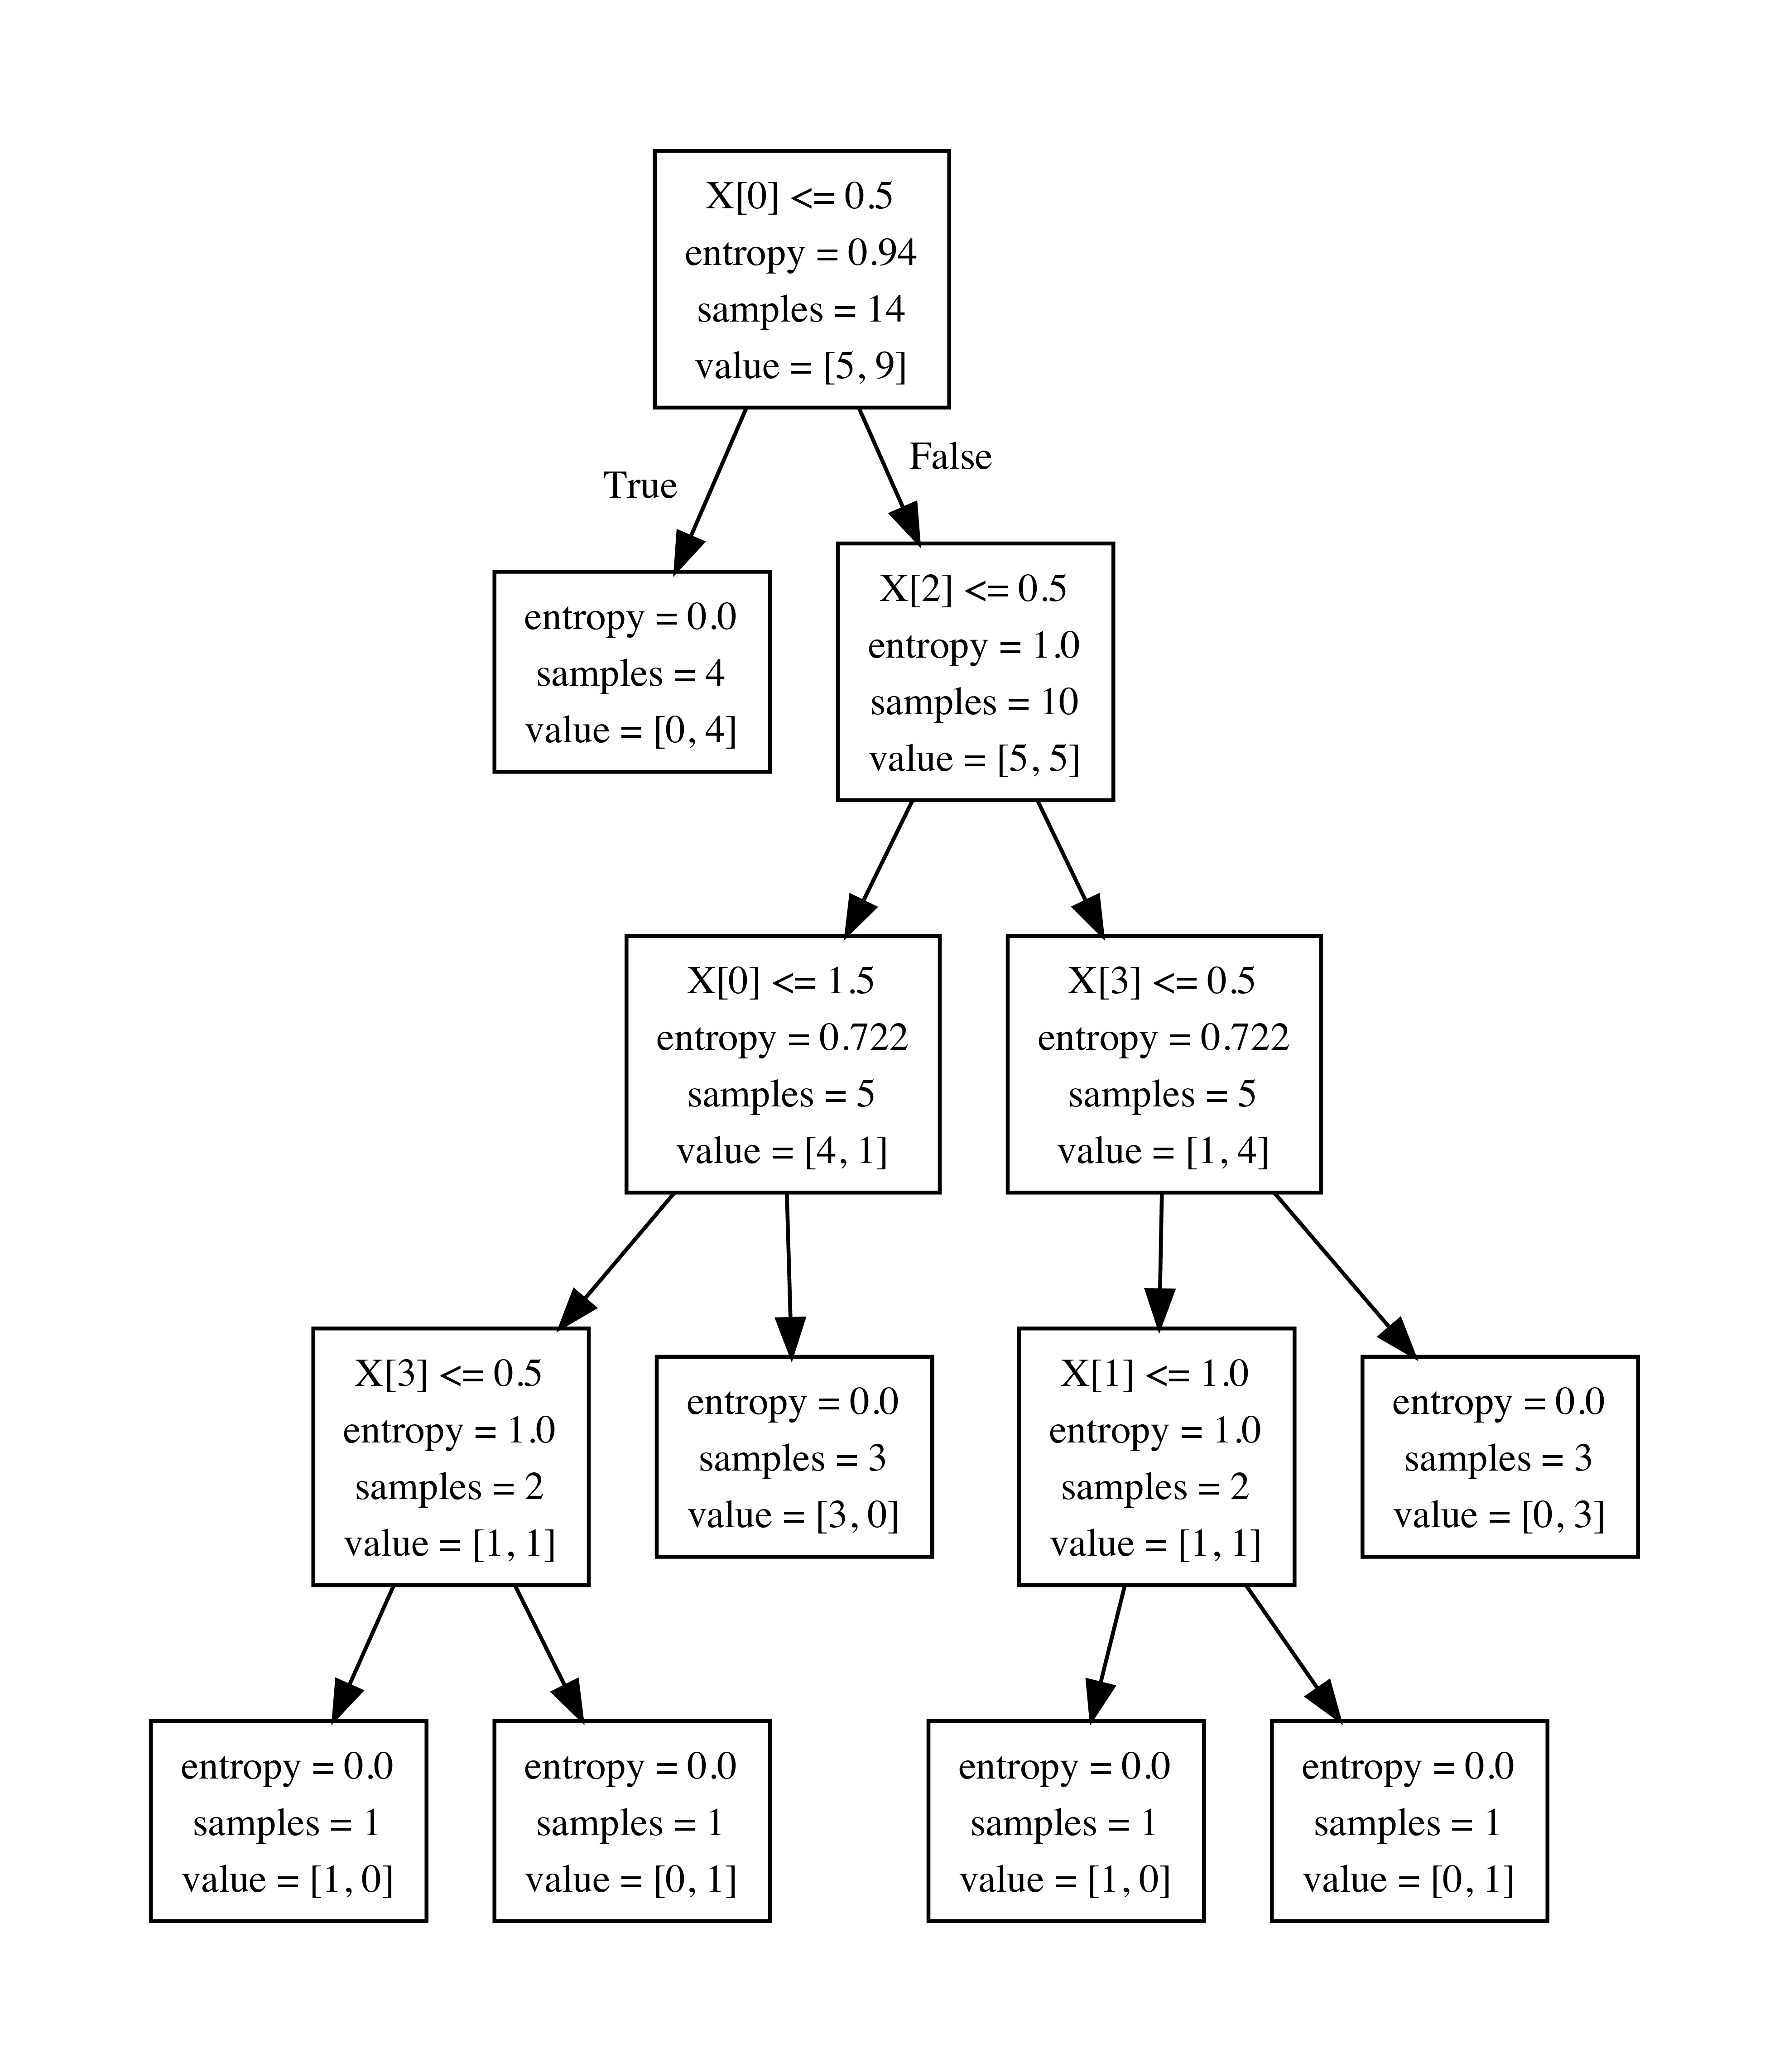 X[0] <= 0.5
entropy = 0.94
samples = 14
value = [5, 9]
True
False
entropy = 0.0
samples = 4
value = [0, 4]
X[2] <= 0.5
entropy = 1.0
samples = 10
value = [5, 5]
X[0] <= 1.5
entropy = 0.722
samples = 5
value = [4, 1]
X[3] <= 0.5
entropy = 0.722
samples = 5
value = [1, 4]
X[3] <= 0.5
entropy = 1.0
samples = 2
value = [1, 1]
entropy = 0.0
samples = 3
value = [3, 0]
X[1] <= 1.0
entropy = 1.0
samples = 2
value = [1, 1]
entropy = 0.0
samples = 3
value = [0, 3]
entropy = 0.0
samples = 1
value = [1, 0]
entropy = 0.0
samples = 1
value = [0, 1]
entropy = 0.0
samples = 1
value = [1, 0]
entropy = 0.0
samples = 1
value = [0, 1]